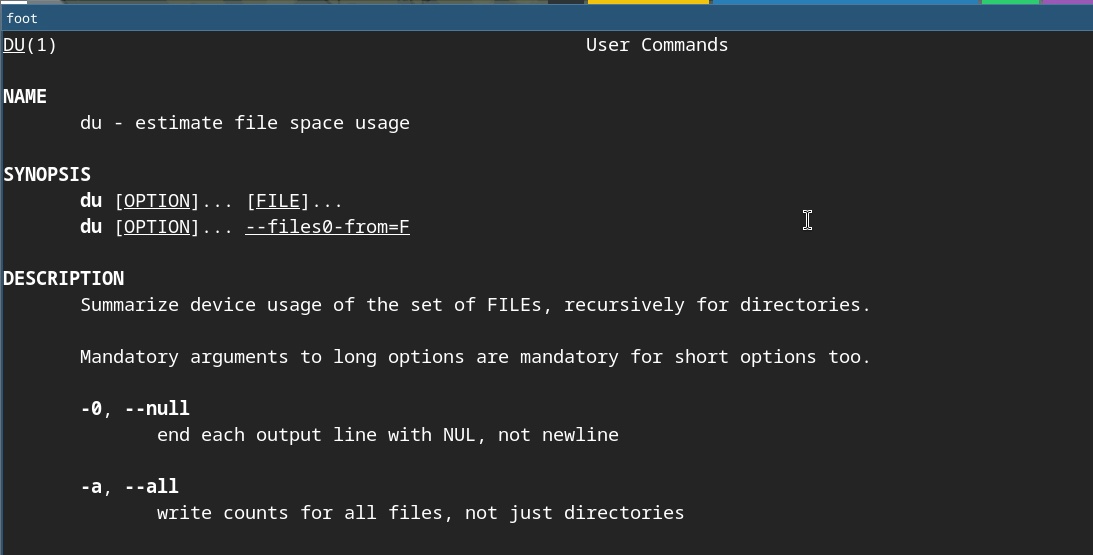 foot
DU(1) User Commands
NAME
du - estimate file space usage
SYNOPSIS
du [OPTION]... [FILE]...
du [OPTION]... --files0-from=F
DESCRIPTION
Summarize device usage of the set of FILEs, recursively for directories.
Mandatory arguments to long options are mandatory for short options too.
-0, --null
end each output line with NUL, not newline
-a, --all
write counts for all files, not just directories